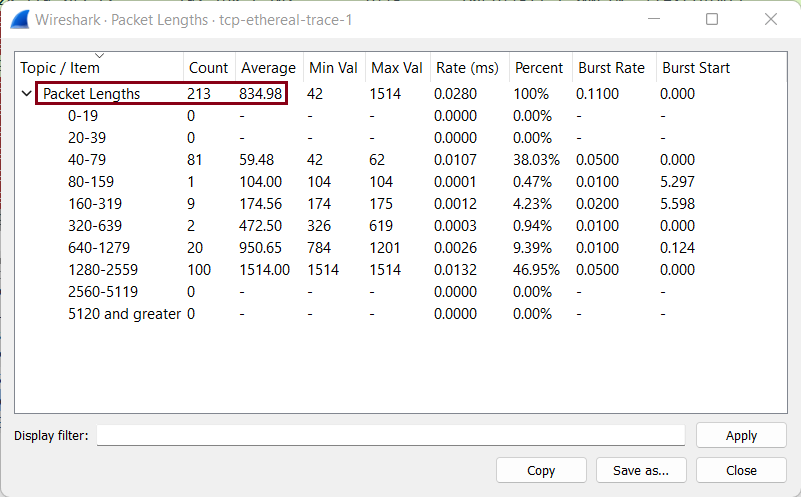 Wireshark · Packet Lengths · tcp-ethereal-trace-1
Topic / Item Count Average Min Val Max Val Rate (ms) Percent Burst Rate Burst Start
Packet Lengths 213 834.98 42 1514 0.0280 100% 0.1100 0.000
0-19 0 - - - 0.0000 0.00% - -
20-39 0 - - - 0.0000 0.00% - -
40-79 81 59.48 42 62 0.0107 38.03% 0.0500 0.000
80-159 1 104.00 104 104 0.0001 0.47% 0.0100 5.297
160-319 9 174.56 174 175 0.0012 4.23% 0.0200 5.598
320-639 2 472.50 326 619 0.0003 0.94% 0.0100 0.000
640-1279 20 950.65 784 1201 0.0026 9.39% 0.0100 0.124
1280-2559 100 1514.00 1514 1514 0.0132 46.95% 0.0500 0.000
2560-5119 0 - - - 0.0000 0.00% - -
5120 and greater 0 - - - 0.0000 0.00% - -
Display filter: Apply
Copy Save as... Close